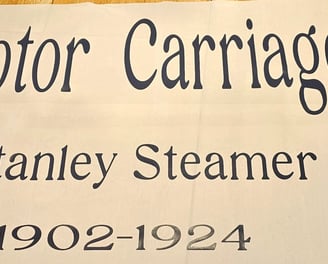 otor Carriag
tanley Steamer
1902-1924